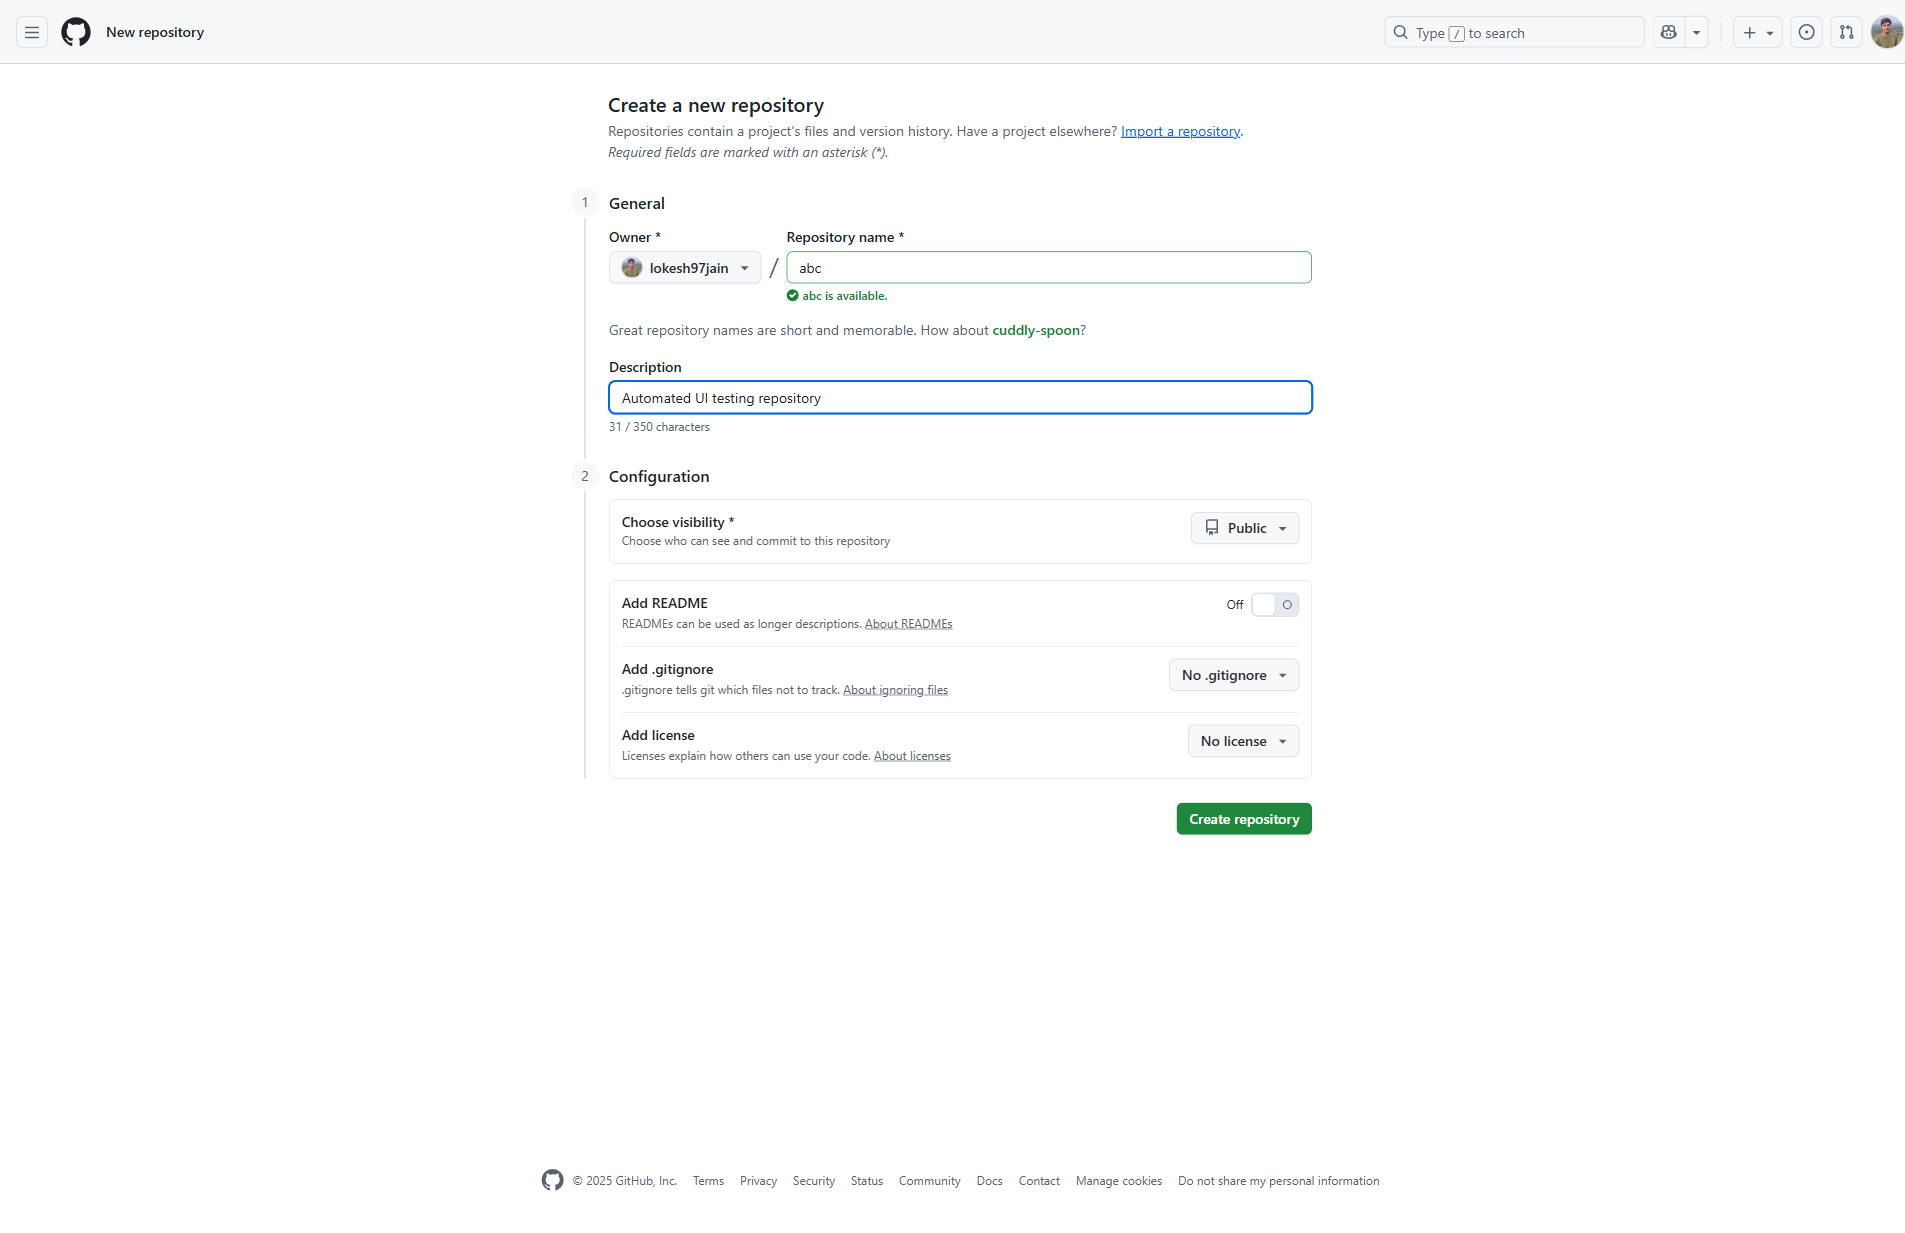 New repository
Type / to search
Create a new repository
Repositories contain a project's files and version history. Have a project elsewhere? Import a repository.
Required fields are marked with an asterisk (*).
1 General
Owner * Repository name *
lokesh97jain / abc
abc is available.
Great repository names are short and memorable. How about cuddly-spoon?
Description
Automated UI testing repository
31 / 350 characters
2 Configuration
Choose visibility *
Choose who can see and commit to this repository
Public
Add README
READMEs can be used as longer descriptions. About READMEs
Off
Add .gitignore
.gitignore tells git which files not to track. About ignoring files
No .gitignore
Add license
Licenses explain how others can use your code. About licenses
No license
Create repository
© 2025 GitHub, Inc. Terms Privacy Security Status Community Docs Contact Manage cookies Do not share my personal information